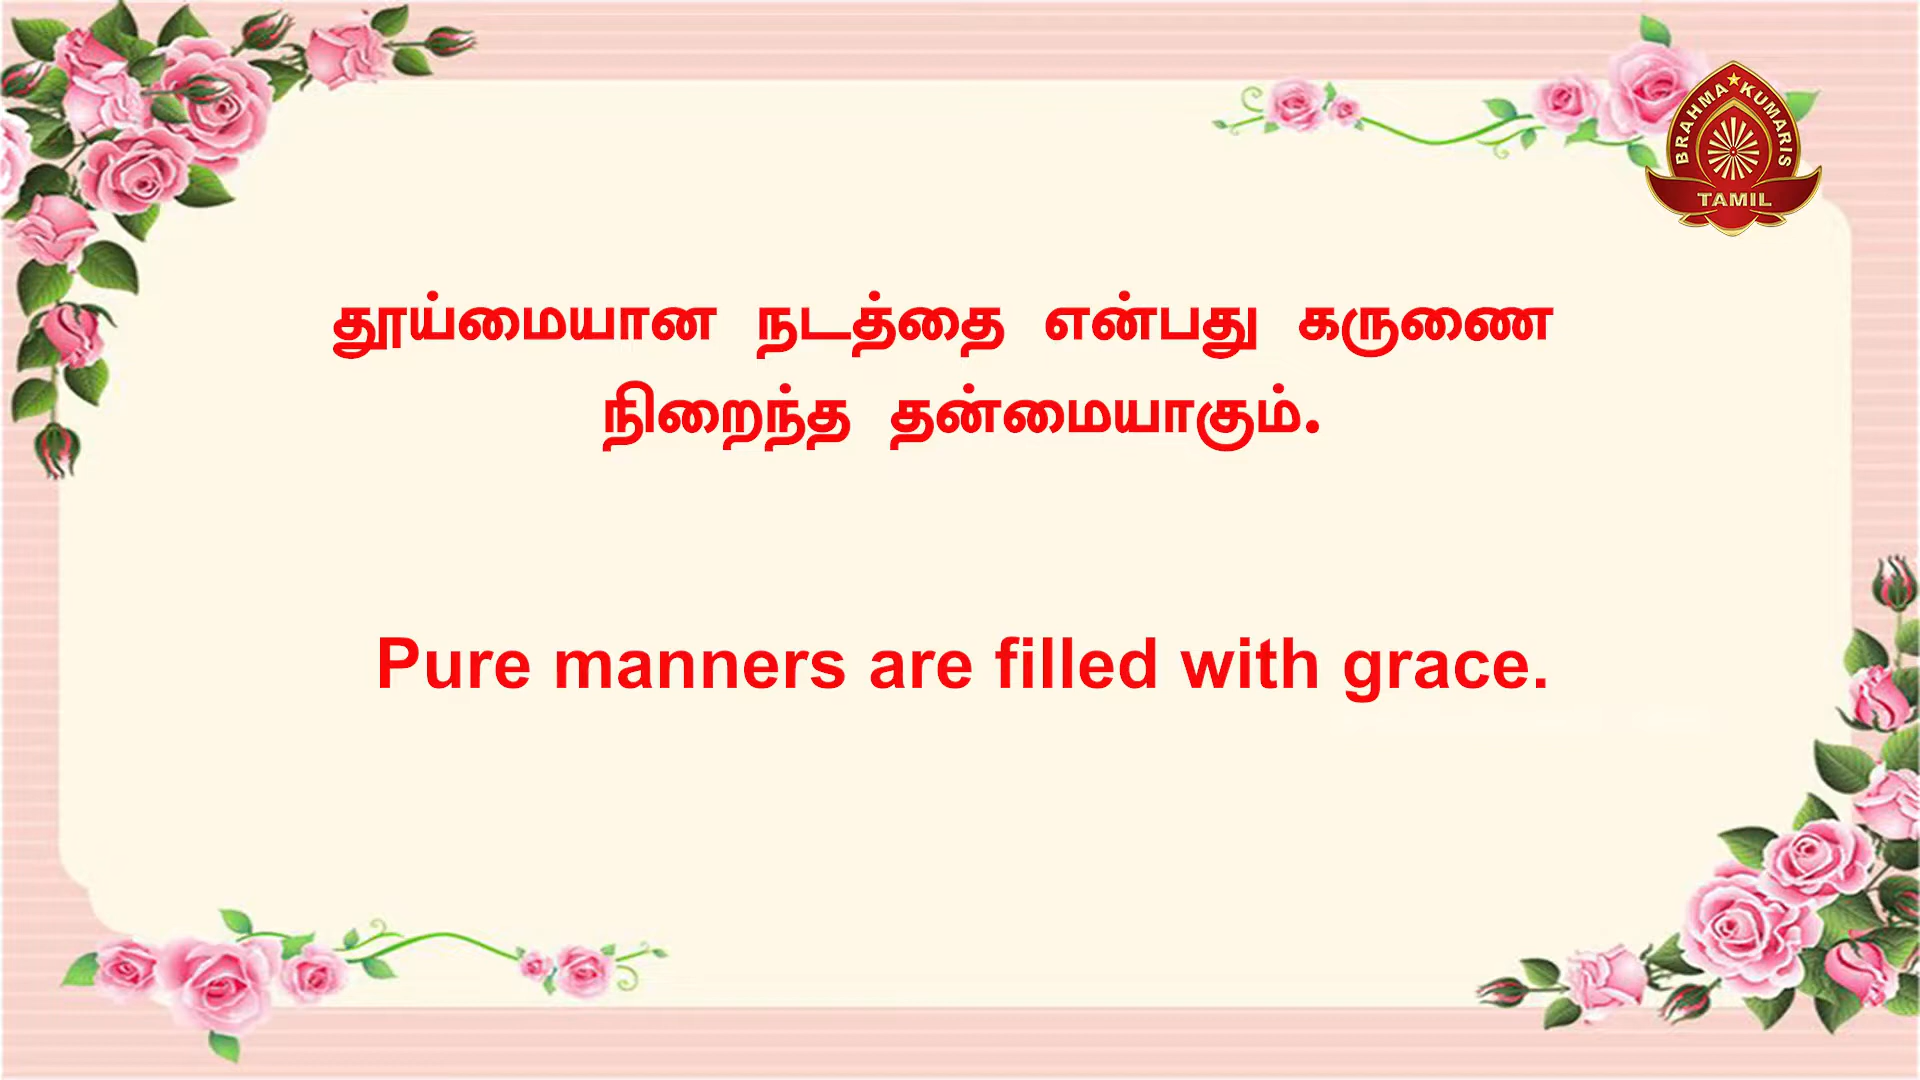 BRAHMA KUMARIS
TAMIL
தூய்மையான நடத்தை என்பது கருணை
நிறைந்த தன்மையாகும்.
Pure manners are filled with grace.